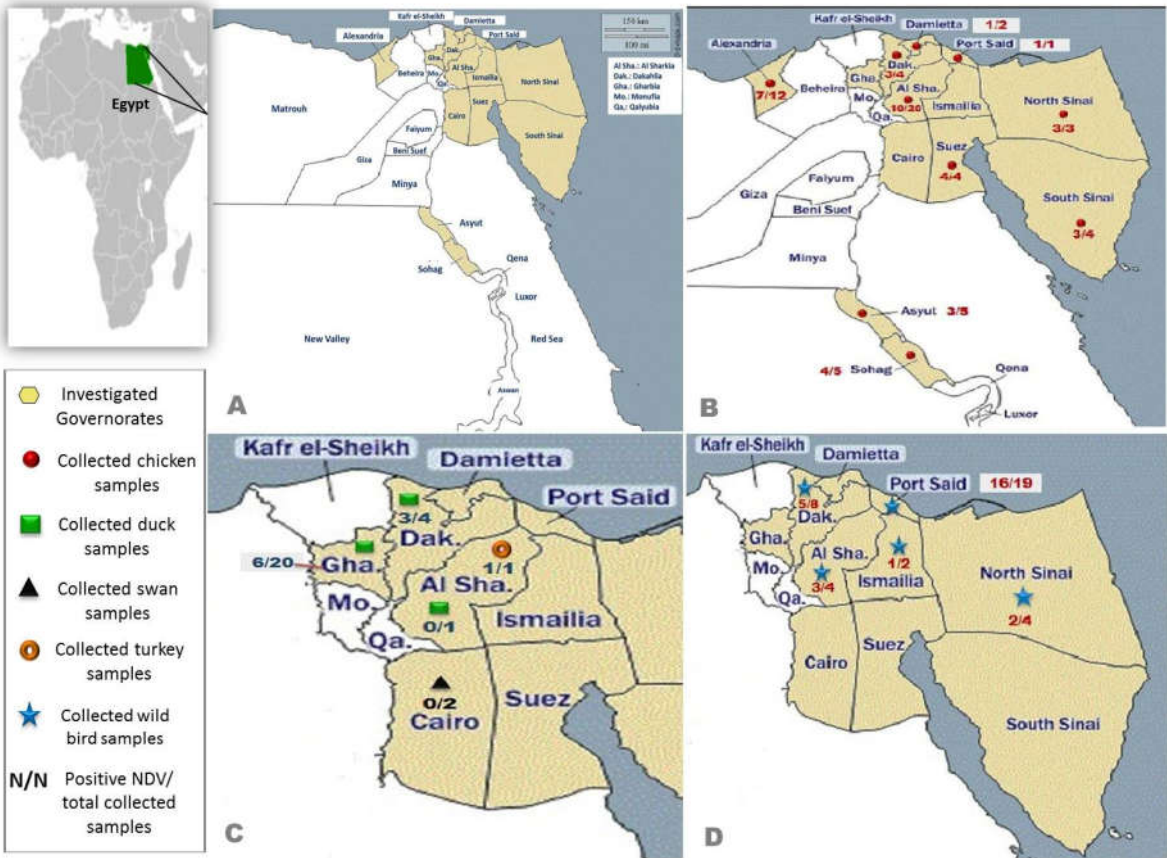 Egypt
Investigated
Governorates
Collected chicken
samples
Collected duck
samples
Collected swan
samples
Collected turkey
samples
Collected wild
bird samples
N/N Positive NDV/
total collected
samples
Kafr el-Sheikh
Damietta
Alexandria
Port Said
150 km
100 mi
Al Sha.: Al Sharkia
Dak.: Dakahlia
Gha.: Gharbia
Mo.: Monufia
Qa.: Qalyubia
Dak.
Gha.
Beheira
Mo.
Al Sha.
Qa.
Ismailia
North Sinai
Matrouh
Cairo
Suez
South Sinai
Faiyum
Giza
Beni Suef
Minya
Asyut
Sohag
Qena
Luxor
New Valley
Red Sea
Aswan
A
Kafr el-Sheikh
Damietta 1/2
Alexandria
Port Said 1/1
7/12
Beheira
Dak.
3/4
Gha.
Al Sha.
10/20
Mo.
Qa.
Ismailia
North Sinai
3/3
Cairo
Suez
4/4
South Sinai
3/4
Faiyum
Giza
Beni Suef
Minya
Asyut 3/5
4/5 Sohag
Qona
Luxor
B
Kafr el-Sheikh
Damietta
Port Said
3/4
Dak.
6/20
Gha.
1/1
Al Sha.
0/1
Mo.
Qa.
Ismailia
0/2
Cairo
Suez
C
Kafr el-Sheikh
Damietta
Port Said 16/19
5/8
Dak.
Gha.
Al Sha.
3/4
1/2
Ismailia
Mo.
Qa.
North Sinai
2/4
Cairo
Suez
South Sinai
D